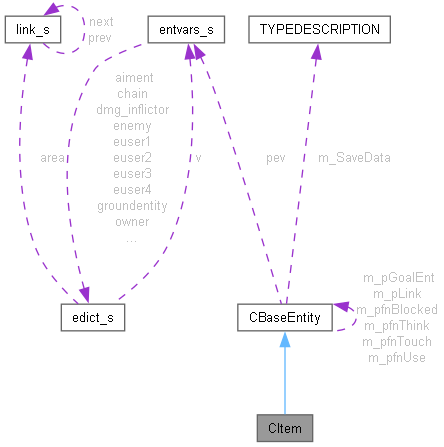 next
prev
link_s
entvars_s
TYPEDESCRIPTION
aiment
chain
dmg_inflictor
enemy
euser1
euser2
euser3
euser4
groundentity
owner
...
area
v
pev
m_SaveData
m_pGoalEnt
m_pLink
m_pfnBlocked
m_pfnThink
m_pfnTouch
m_pfnUse
edict_s
CBaseEntity
CItem